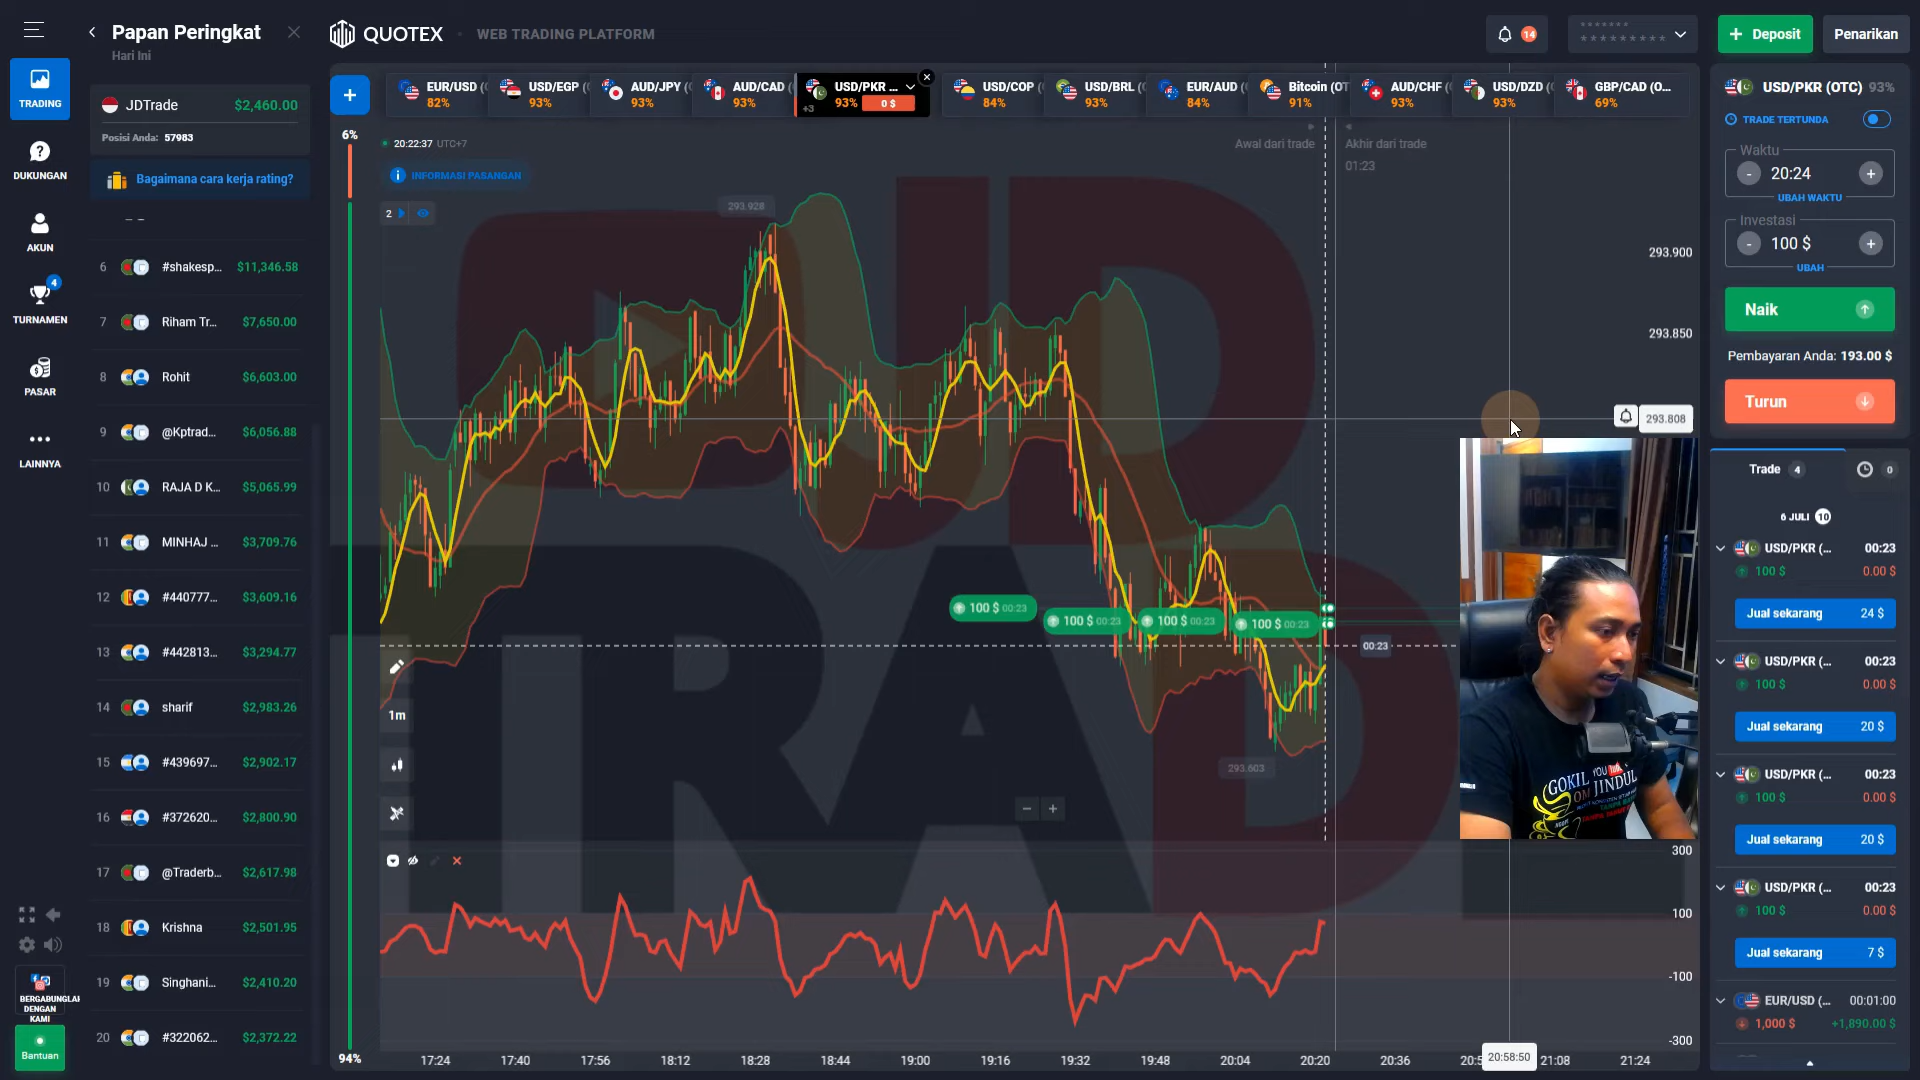 Papan Peringkat
Hari Ini
QUOTEX
WEB TRADING PLATFORM
14
Deposit
Penarikan
TRADING
DUKUNGAN
AKUN
4
TURNAMEN
PASAR
LAINNYA
BERGABUNGLAH
DENGAN
KAMI
Bantuan
JDTrade $2,460.00
Posisi Anda: 57983
Bagaimana cara kerja rating?
6 #shakesp... $11,346.58
7 Riham Tr... $7,650.00
8 Rohit $6,603.00
9 @Kptrad... $6,056.88
10 RAJA D K... $5,065.99
11 MINHAJ ... $3,709.76
12 #440777... $3,609.16
13 #442813... $3,294.77
14 sharif $2,983.26
15 #439697... $2,902.17
16 #372620... $2,800.90
17 @Traderb... $2,617.98
18 Krishna $2,501.95
19 Singhani... $2,410.20
20 #322062... $2,372.22
EUR/USD ( 82%
USD/EGP ( 93%
AUD/JPY ( 93%
AUD/CAD ( 93%
USD/PKR ... 93% 0 $
+3
USD/COP ( 84%
USD/BRL ( 93%
EUR/AUD ( 84%
Bitcoin (OT 91%
AUD/CHF ( 93%
USD/DZD ( 93%
GBP/CAD (O... 69%
6%
94%
20:22:37 UTC+7
INFORMASI PASANGAN
2
Awal dari trade
Akhir dari trade
01:23
293.928
293.900
293.850
293.808
JD
TRAD
100 $ 00:23
100 $ 00:23
100 $ 00:23
100 $ 00:23
00:23
1m
293.603
300
100
-100
-300
17:24 17:40 17:56 18:12 18:28 18:44 19:00 19:16 19:32 19:48 20:04 20:20 20:36 20:5 20:58:50 21:08 21:24
GOKIL YOU
OM JINDUL
USD/PKR (OTC) 93%
TRADE TERTUNDA
Waktu
- 20:24 +
UBAH WAKTU
Investasi
- 100 $ +
UBAH
Naik
Pembayaran Anda: 193.00 $
Turun
Trade 4
0
6 JULI 10
USD/PKR (... 00:23
100 $ 0.00 $
Jual sekarang 24 $
USD/PKR (... 00:23
100 $ 0.00 $
Jual sekarang 20 $
USD/PKR (... 00:23
100 $ 0.00 $
Jual sekarang 20 $
USD/PKR (... 00:23
100 $ 0.00 $
Jual sekarang 7 $
EUR/USD (... 00:01:00
1,000 $ +1,890.00 $